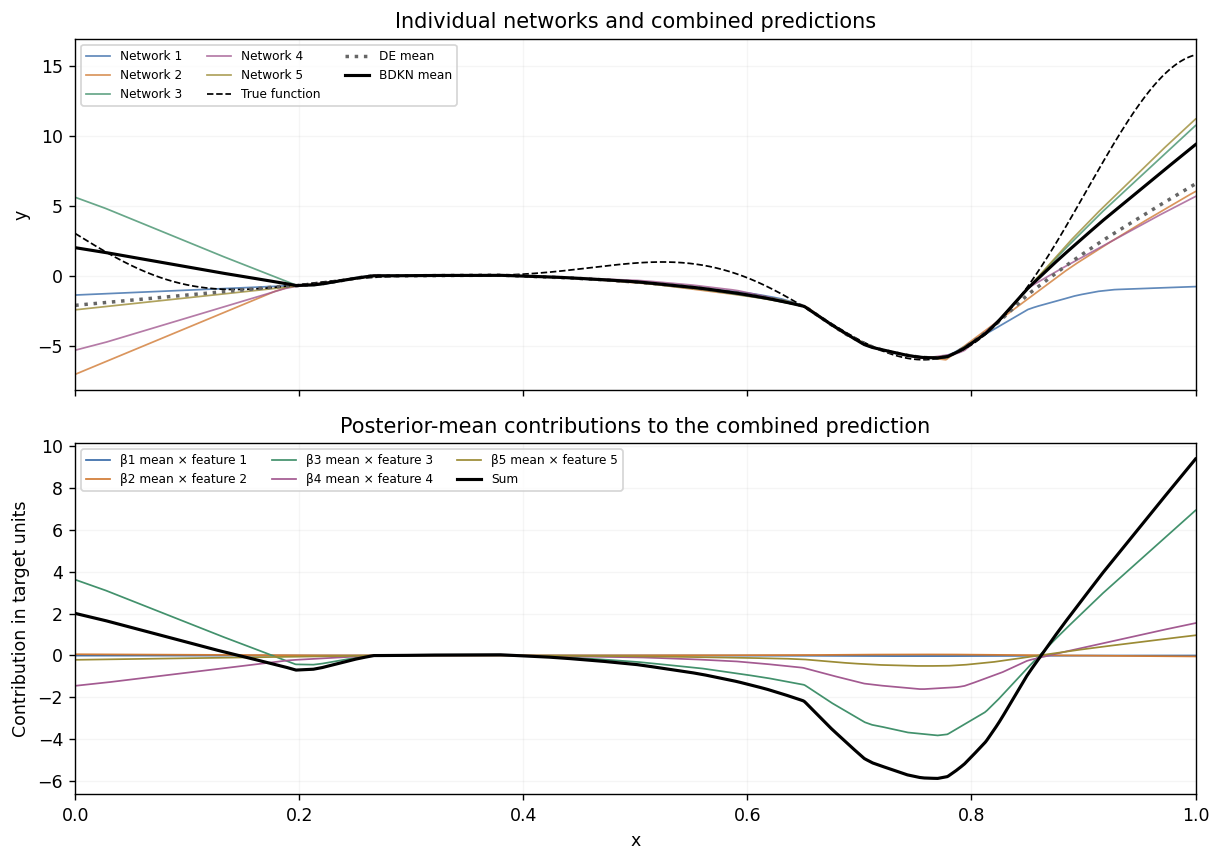 Individual networks and combined predictions
Network 1 Network 4 DE mean
Network 2 Network 5 BDKN mean
Network 3 True function
15
10
5
0
−5
y
Posterior-mean contributions to the combined prediction
β1 mean × feature 1 β3 mean × feature 3 β5 mean × feature 5
β2 mean × feature 2 β4 mean × feature 4 Sum
10
8
6
4
2
0
−2
−4
−6
Contribution in target units
0.0 0.2 0.4 0.6 0.8 1.0
x